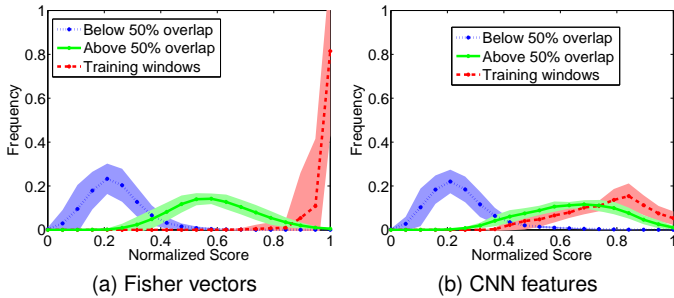 1
0.8
0.6
0.4
0.2
0
0 0.2 0.4 0.6 0.8 1
Frequency
Normalized Score
Below 50% overlap
Above 50% overlap
Training windows
(a) Fisher vectors
1
0.8
0.6
0.4
0.2
0
0 0.2 0.4 0.6 0.8 1
Frequency
Normalized Score
Below 50% overlap
Above 50% overlap
Training windows
(b) CNN features